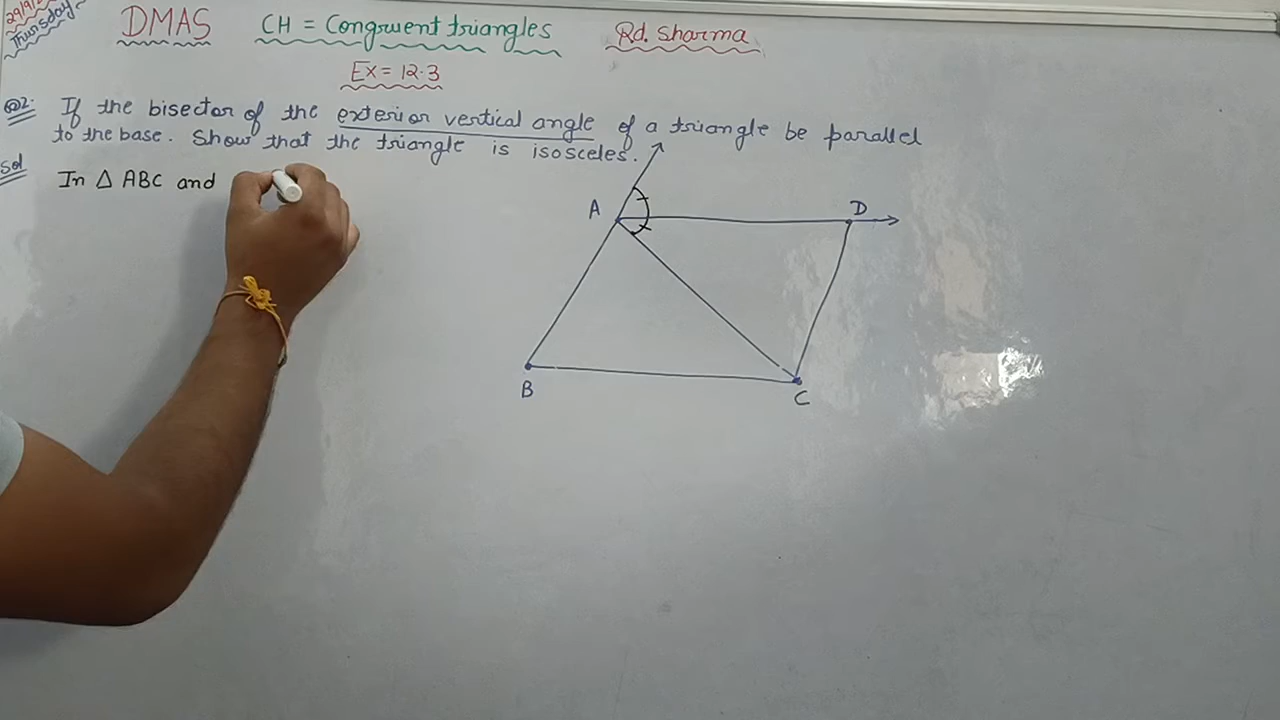 Thursday
DMAS CH = Congruent triangles Rd. Sharma
Ex = 12.3
Q2. If the bisector of the exterior vertical angle of a triangle be parallel
to the base. Show that the triangle is isosceles.
Sol In △ ABC and
A D
B C